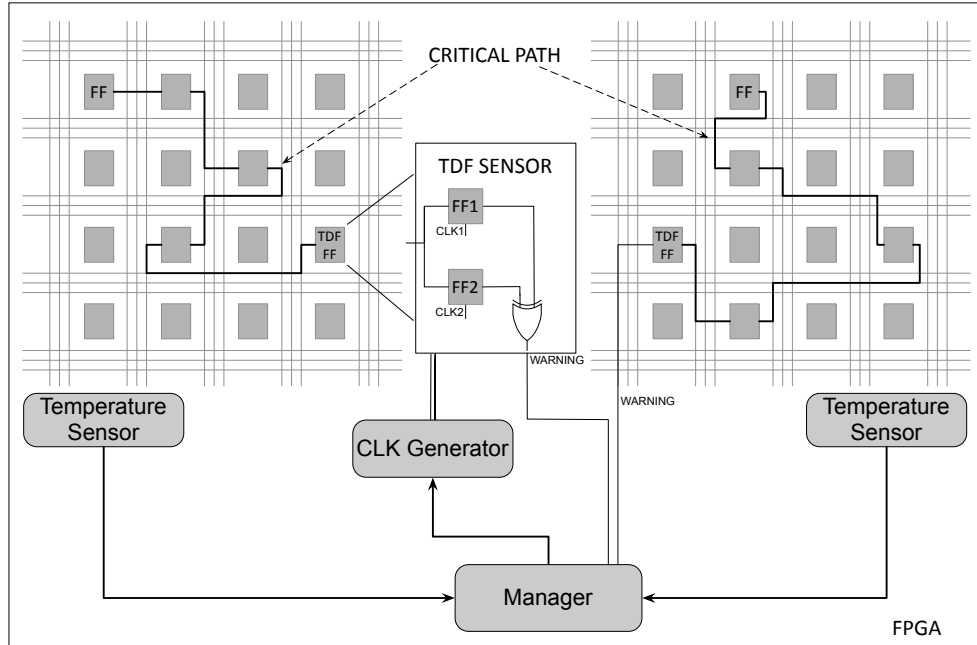 CRITICAL PATH
FF
FF
TDF SENSOR
FF1
CLK1
TDF
FF
TDF
FF
FF2
CLK2
WARNING
WARNING
Temperature
Sensor
Temperature
Sensor
CLK Generator
Manager
FPGA